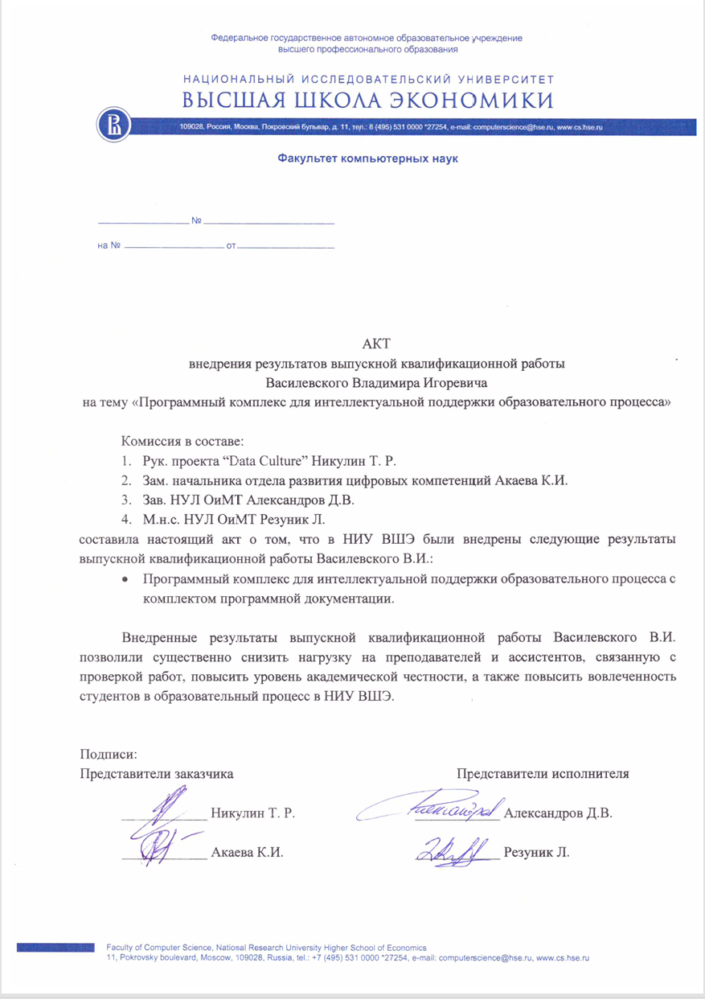 Федеральное государственное автономное образовательное учреждение
высшего профессионального образования
НАЦИОНАЛЬНЫЙ ИССЛЕДОВАТЕЛЬСКИЙ УНИВЕРСИТЕТ
ВЫСШАЯ ШКОЛА ЭКОНОМИКИ
109028, Россия, Москва, Покровский бульвар, д. 11, тел.: 8 (495) 531 0000 *27254, e-mail: computerscience@hse.ru, www.cs.hse.ru
Факультет компьютерных наук
_______________ № _____________________
на № ________________ от ________________
АКТ
внедрения результатов выпускной квалификационной работы
Василевского Владимира Игоревича
на тему «Программный комплекс для интеллектуальной поддержки образовательного процесса»
Комиссия в составе:
1. Рук. проекта “Data Culture” Никулин Т. Р.
2. Зам. начальника отдела развития цифровых компетенций Акаева К.И.
3. Зав. НУЛ ОиМТ Александров Д.В.
4. М.н.с. НУЛ ОиМТ Резуник Л.
составила настоящий акт о том, что в НИУ ВШЭ были внедрены следующие результаты
выпускной квалификационной работы Василевского В.И.:
• Программный комплекс для интеллектуальной поддержки образовательного процесса с
комплектом программной документации.
Внедренные результаты выпускной квалификационной работы Василевского В.И.
позволили существенно снизить нагрузку на преподавателей и ассистентов, связанную с
проверкой работ, повысить уровень академической честности, а также повысить вовлеченность
студентов в образовательный процесс в НИУ ВШЭ.
Подписи:
Представители заказчика Представители исполнителя
Никулин Т. Р. Александров Д.В.
Акаева К.И. Резуник Л.
Faculty of Computer Science, National Research University Higher School of Economics
11, Pokrovsky boulevard, Moscow, 109028, Russia, tel.: +7 (495) 531 0000 *27254, e-mail: computerscience@hse.ru, www.cs.hse.ru